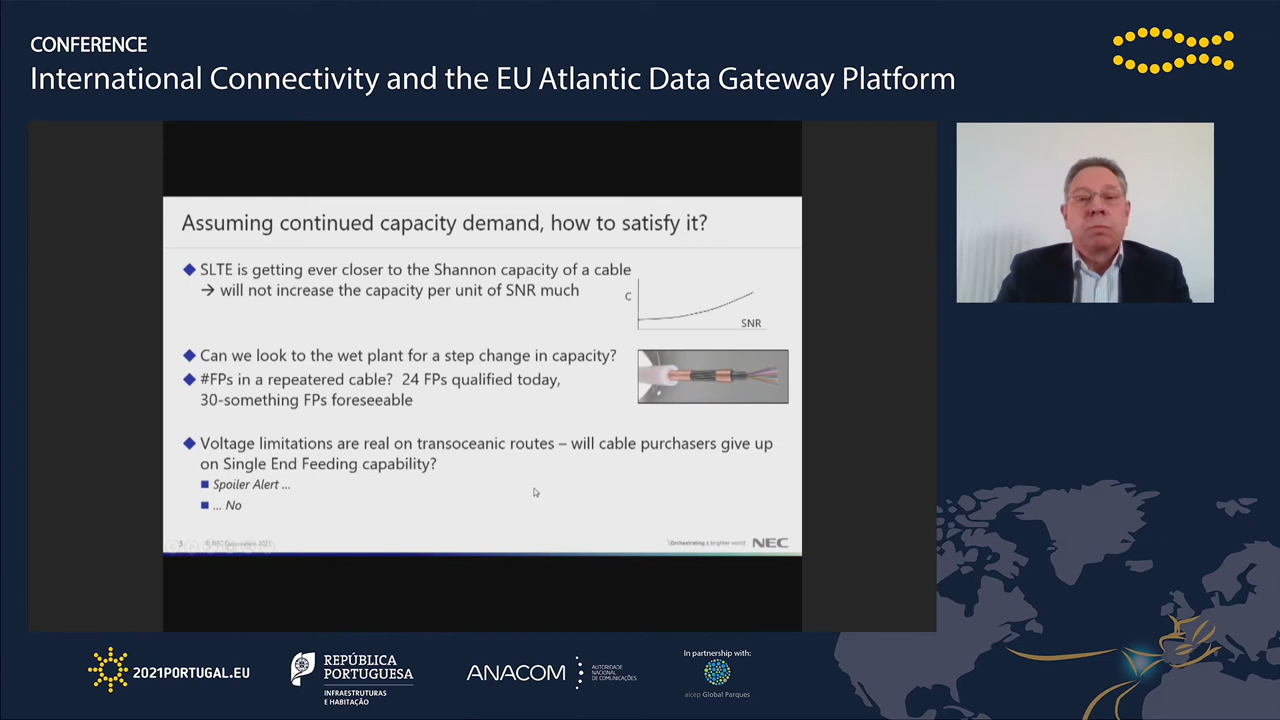 CONFERENCE
International Connectivity and the EU Atlantic Data Gateway Platform
Assuming continued capacity demand, how to satisfy it?
SLTE is getting ever closer to the Shannon capacity of a cable
→ will not increase the capacity per unit of SNR much
C
SNR
Can we look to the wet plant for a step change in capacity?
#FPs in a repeatered cable? 24 FPs qualified today,
30-something FPs foreseeable
Voltage limitations are real on transoceanic routes – will cable purchasers give up
on Single End Feeding capability?
Spoiler Alert ...
... No
3 © NEC Corporation 2021
\Orchestrating a brighter world NEC
2021PORTUGAL.EU
REPÚBLICA
PORTUGUESA
INFRAESTRUTURAS
E HABITAÇÃO
ANACOM
AUTORIDADE
NACIONAL
DE COMUNICAÇÕES
In partnership with:
aicep Global Parques